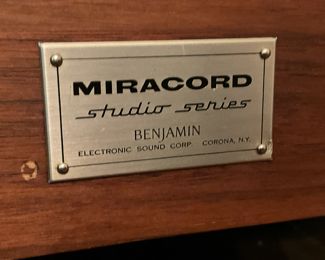 MIRACORD
studio series
BENJAMIN
ELECTRONIC SOUND CORP. CORONA, N.Y.